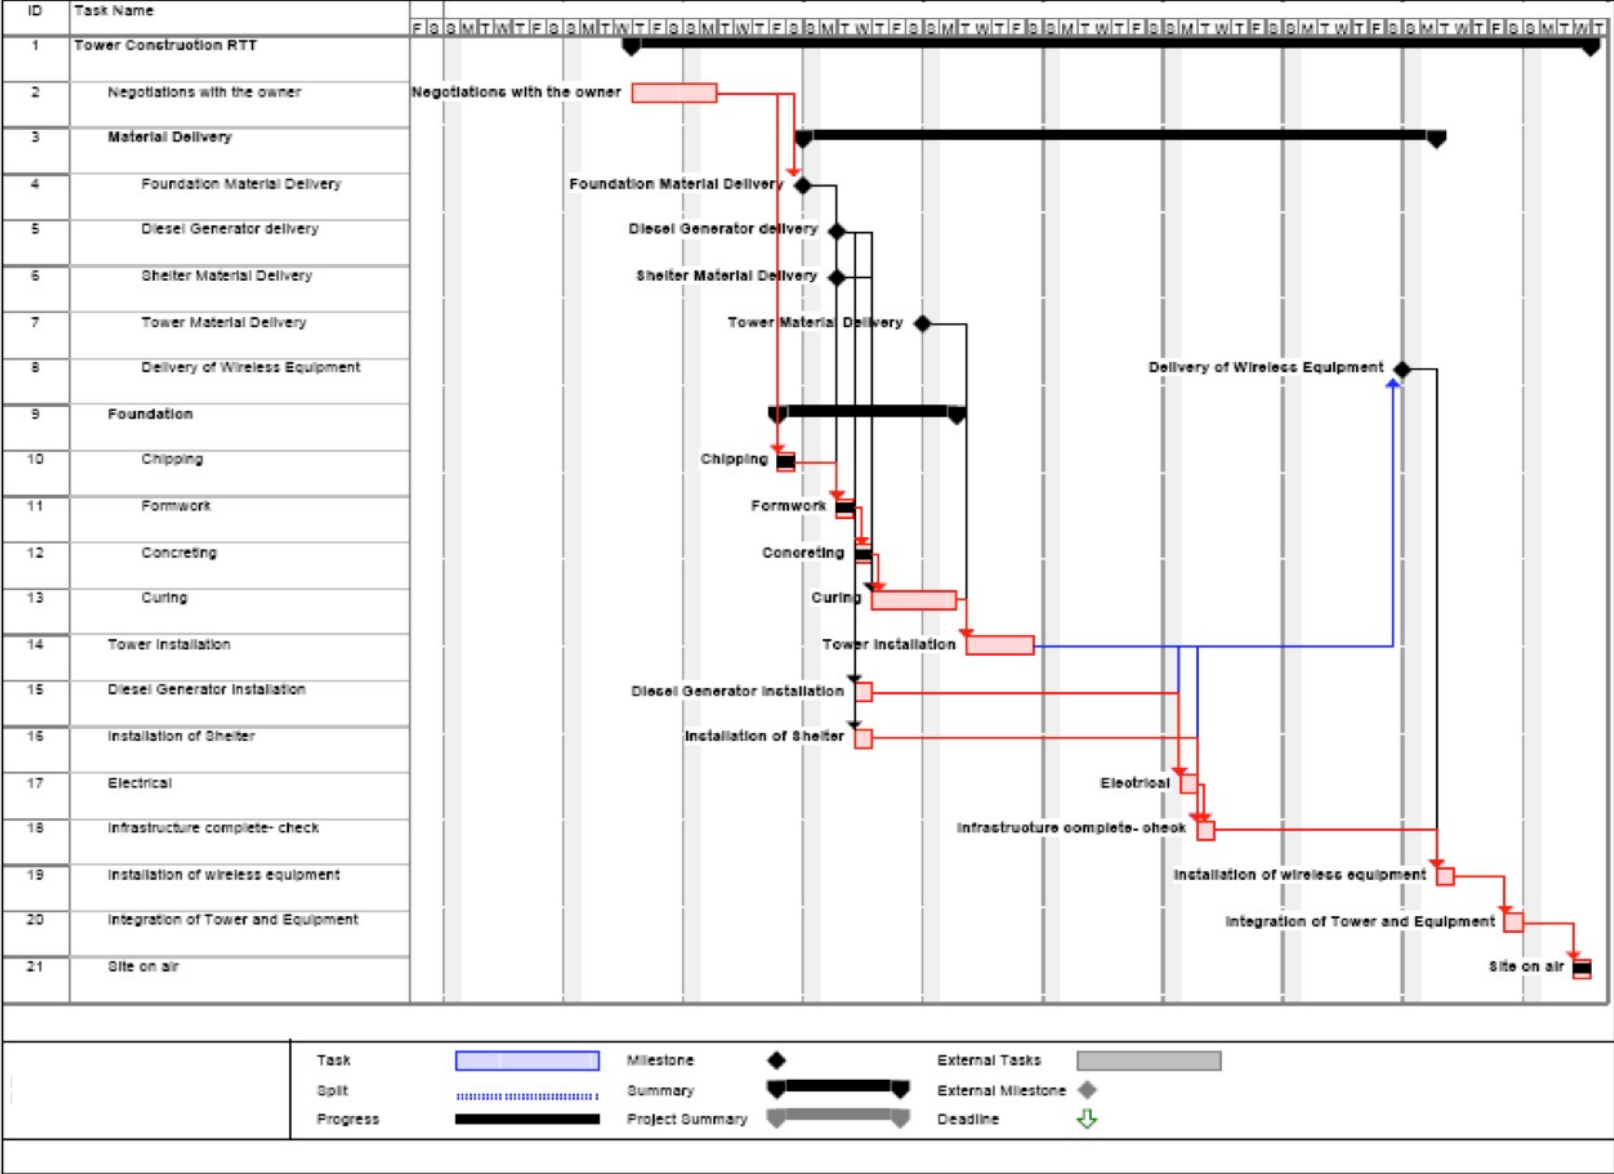 ID Task Name
F S S M T W T F S S M T W T F S S M T W T F S S M T W T F S S M T W T F S S M T W T F S S M T W T F S S M T W T F S S M T W T F S S M T W T
1 Tower Construction RTT
2 Negotiations with the owner Negotiations with the owner
3 Material Delivery
4 Foundation Material Delivery Foundation Material Delivery
5 Diesel Generator delivery Diesel Generator delivery
6 Shelter Material Delivery Shelter Material Delivery
7 Tower Material Delivery Tower Material Delivery
8 Delivery of Wireless Equipment Delivery of Wireless Equipment
9 Foundation
10 Chipping Chipping
11 Formwork Formwork
12 Concreting Concreting
13 Curing Curing
14 Tower Installation Tower Installation
15 Diesel Generator Installation Diesel Generator Installation
16 Installation of Shelter Installation of Shelter
17 Electrical Electrical
18 Infrastructure complete- check Infrastructure complete- check
19 Installation of wireless equipment Installation of wireless equipment
20 Integration of Tower and Equipment Integration of Tower and Equipment
21 Site on air Site on air
Task Milestone External Tasks
Split Summary External Milestone
Progress Project Summary Deadline